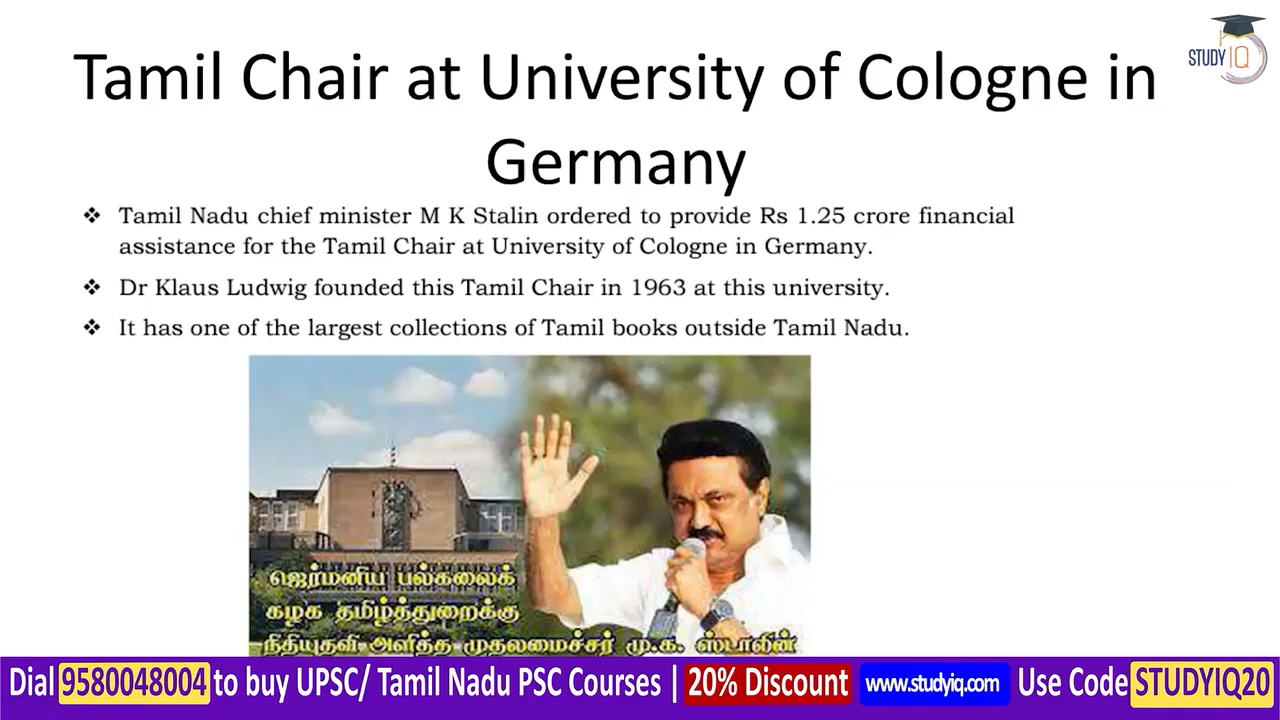 STUDY IQ
Tamil Chair at University of Cologne in
Germany
❖ Tamil Nadu chief minister M K Stalin ordered to provide Rs 1.25 crore financial
assistance for the Tamil Chair at University of Cologne in Germany.
❖ Dr Klaus Ludwig founded this Tamil Chair in 1963 at this university.
❖ It has one of the largest collections of Tamil books outside Tamil Nadu.
ஜெர்மனிய பல்கலைக்
கழக தமிழ்த்துறைக்கு
நிதியுதவி அளித்த முதலமைச்சர் மு.க. ஸ்டாலின்
Dial 9580048004 to buy UPSC/ Tamil Nadu PSC Courses | 20% Discount www.studyiq.com Use Code STUDYIQ20